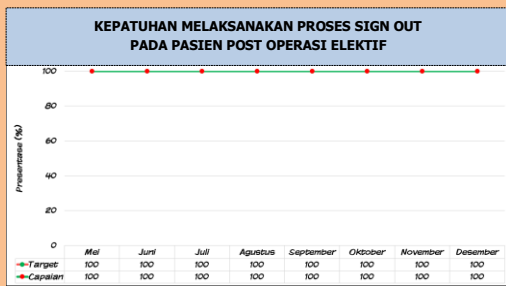 KEPATUHAN MELAKSANAKAN PROSES SIGN OUT
PADA PASIEN POST OPERASI ELEKTIF
Presentase (%)
100
80
60
40
20
0
Mei Juni Juli Agustus September Oktober November Desember
Target 100 100 100 100 100 100 100 100
Capaian 100 100 100 100 100 100 100 100